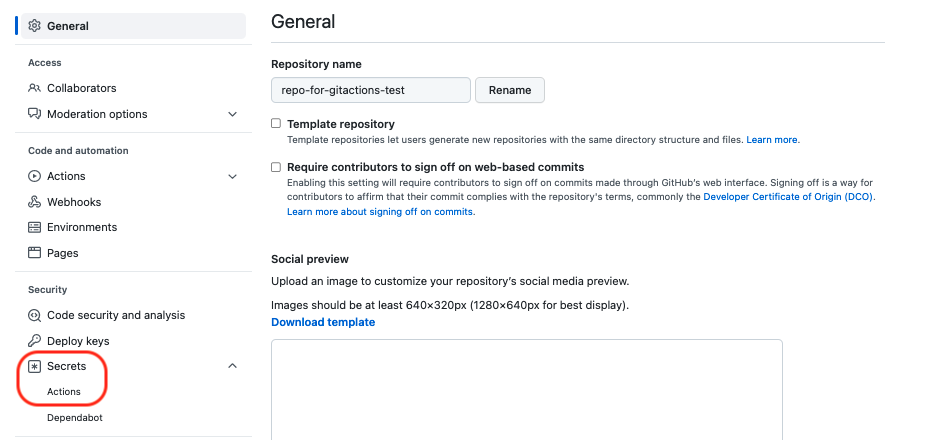 General
Access
Collaborators
Moderation options
Code and automation
Actions
Webhooks
Environments
Pages
Security
Code security and analysis
Deploy keys
Secrets
Actions
Dependabot
General
Repository name
repo-for-gitactions-test
Rename
Template repository
Template repositories let users generate new repositories with the same directory structure and files. Learn more.
Require contributors to sign off on web-based commits
Enabling this setting will require contributors to sign off on commits made through GitHub's web interface. Signing off is a way for
contributors to affirm that their commit complies with the repository's terms, commonly the Developer Certificate of Origin (DCO).
Learn more about signing off on commits.
Social preview
Upload an image to customize your repository's social media preview.
Images should be at least 640×320px (1280×640px for best display).
Download template